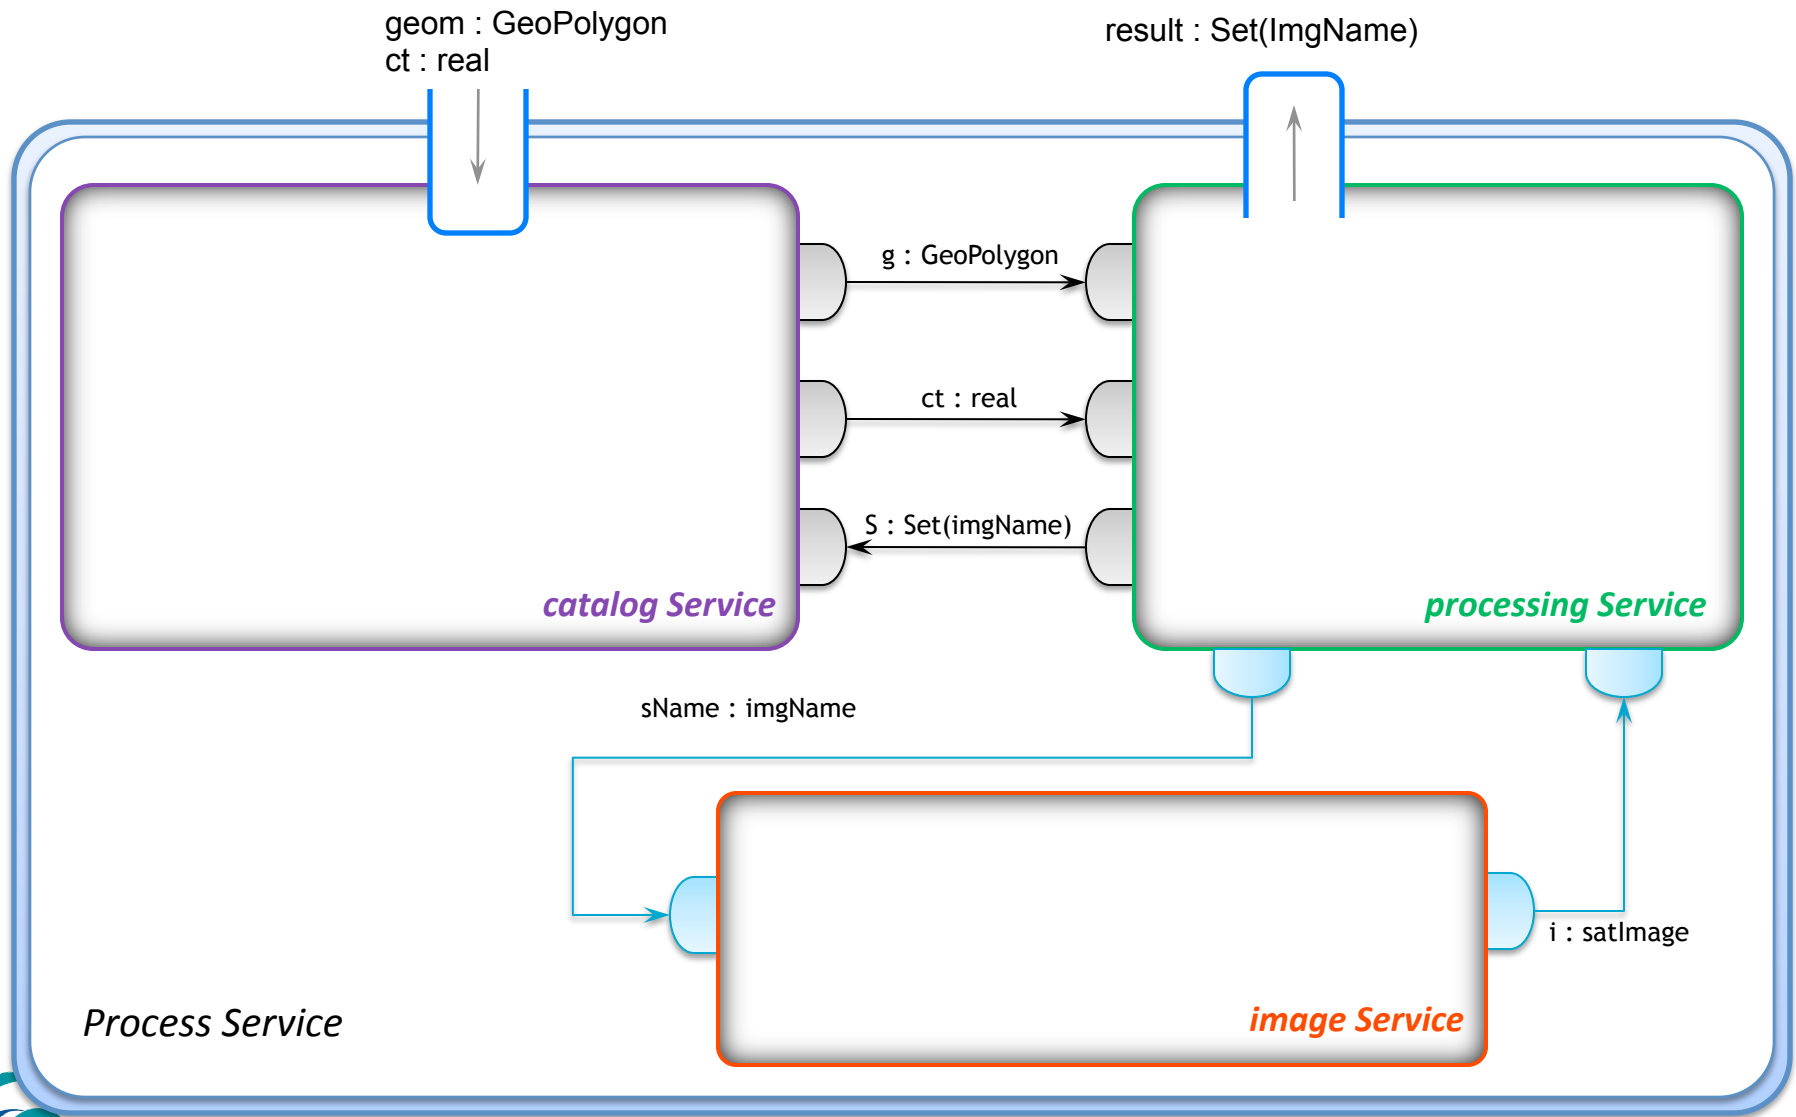 geom : GeoPolygon
ct : real
result : Set(ImgName)
g : GeoPolygon
ct : real
S : Set(imgName)
catalog Service
processing Service
sName : imgName
i : satImage
image Service
Process Service